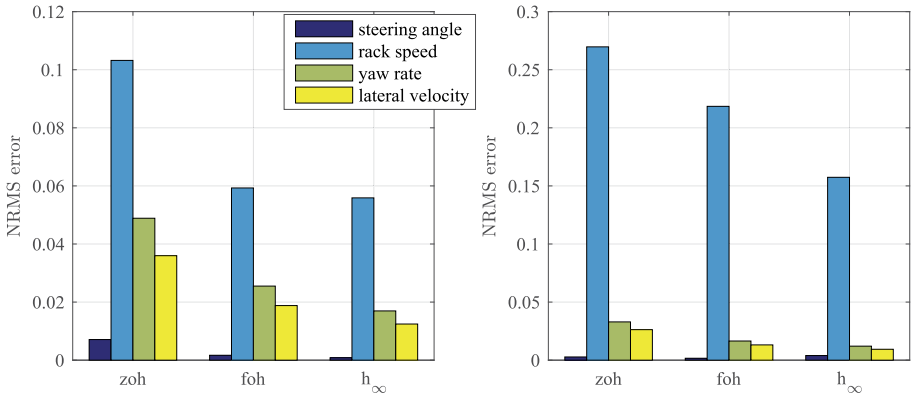 0.12
0.1
0.08
0.06
0.04
0.02
0
NRMS error
zoh
foh
h∞
steering angle
rack speed
yaw rate
lateral velocity
0.3
0.25
0.2
0.15
0.1
0.05
0
NRMS error
zoh
foh
h∞